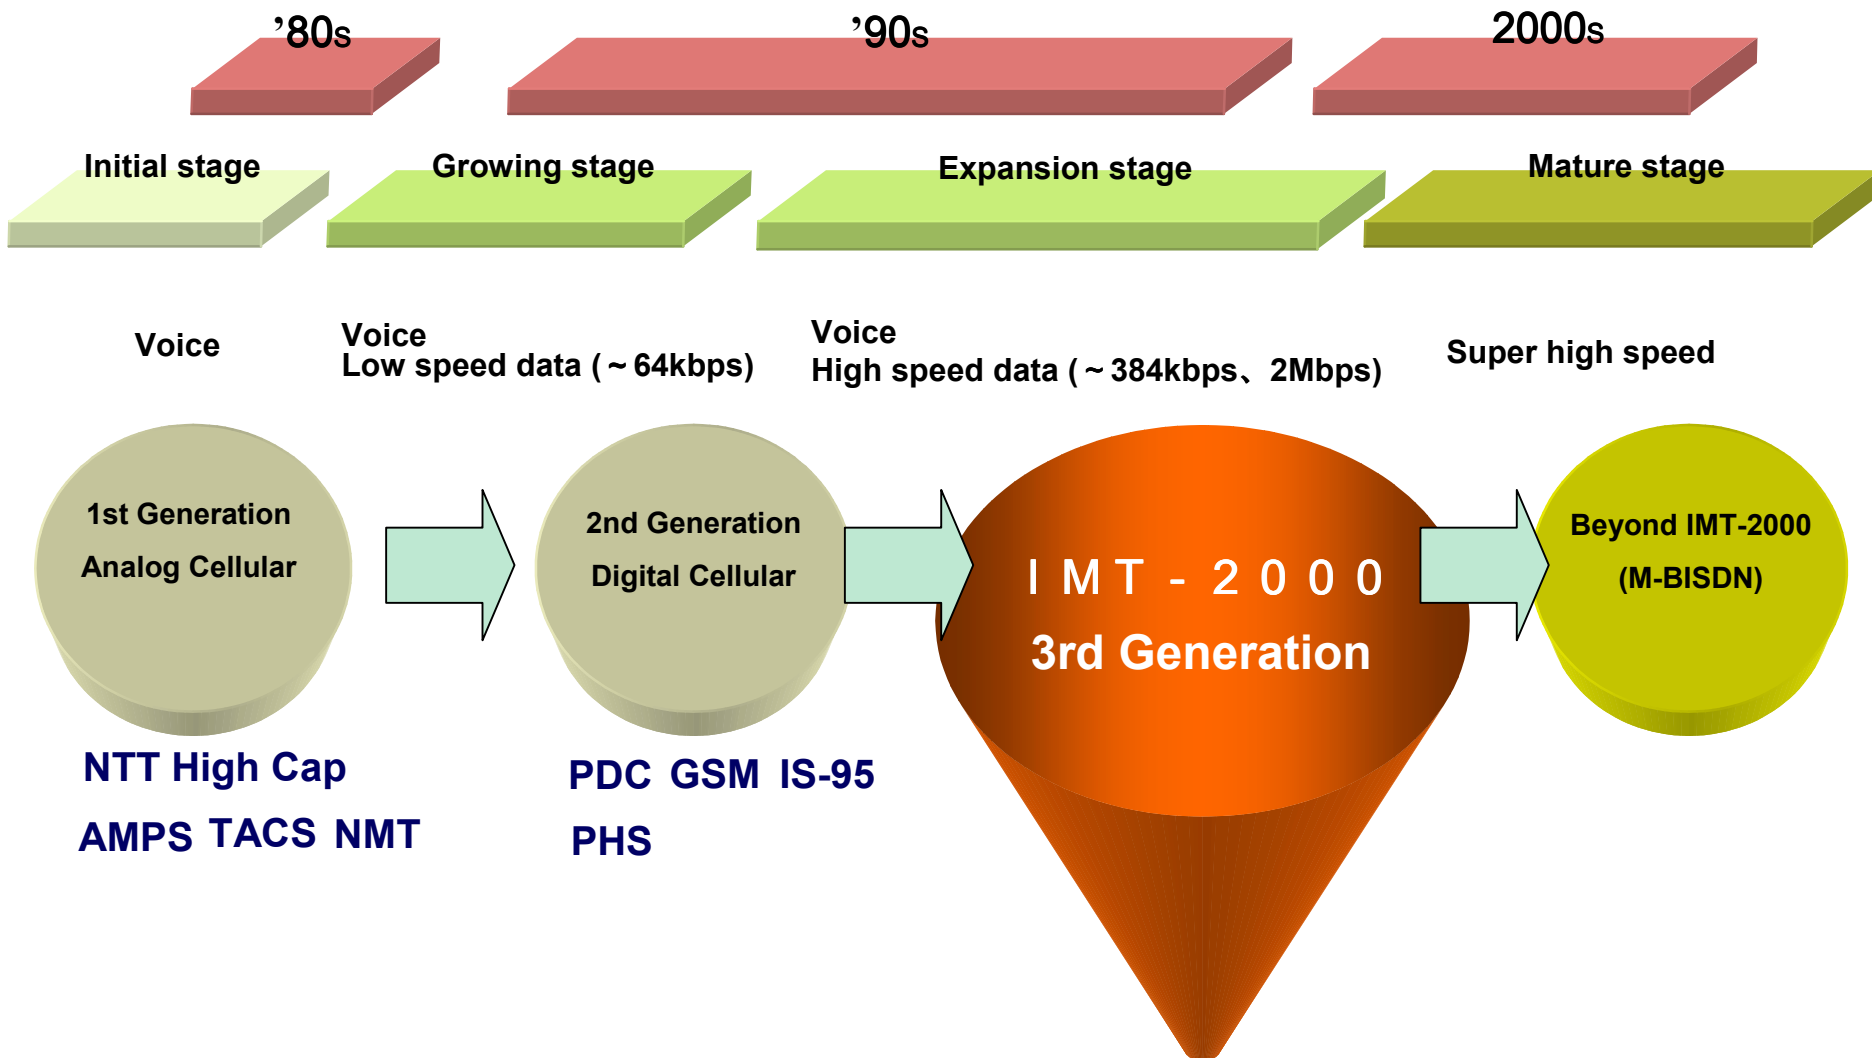 ’80s
’90s
2000s
Initial stage
Growing stage
Expansion stage
Mature stage
Voice
Voice
Low speed data (~64kbps)
Voice
High speed data (~384kbps、2Mbps)
Super high speed
1st Generation
Analog Cellular
2nd Generation
Digital Cellular
IMT-2000
3rd Generation
Beyond IMT-2000
(M-BISDN)
NTT High Cap
AMPS TACS NMT
PDC GSM IS-95
PHS